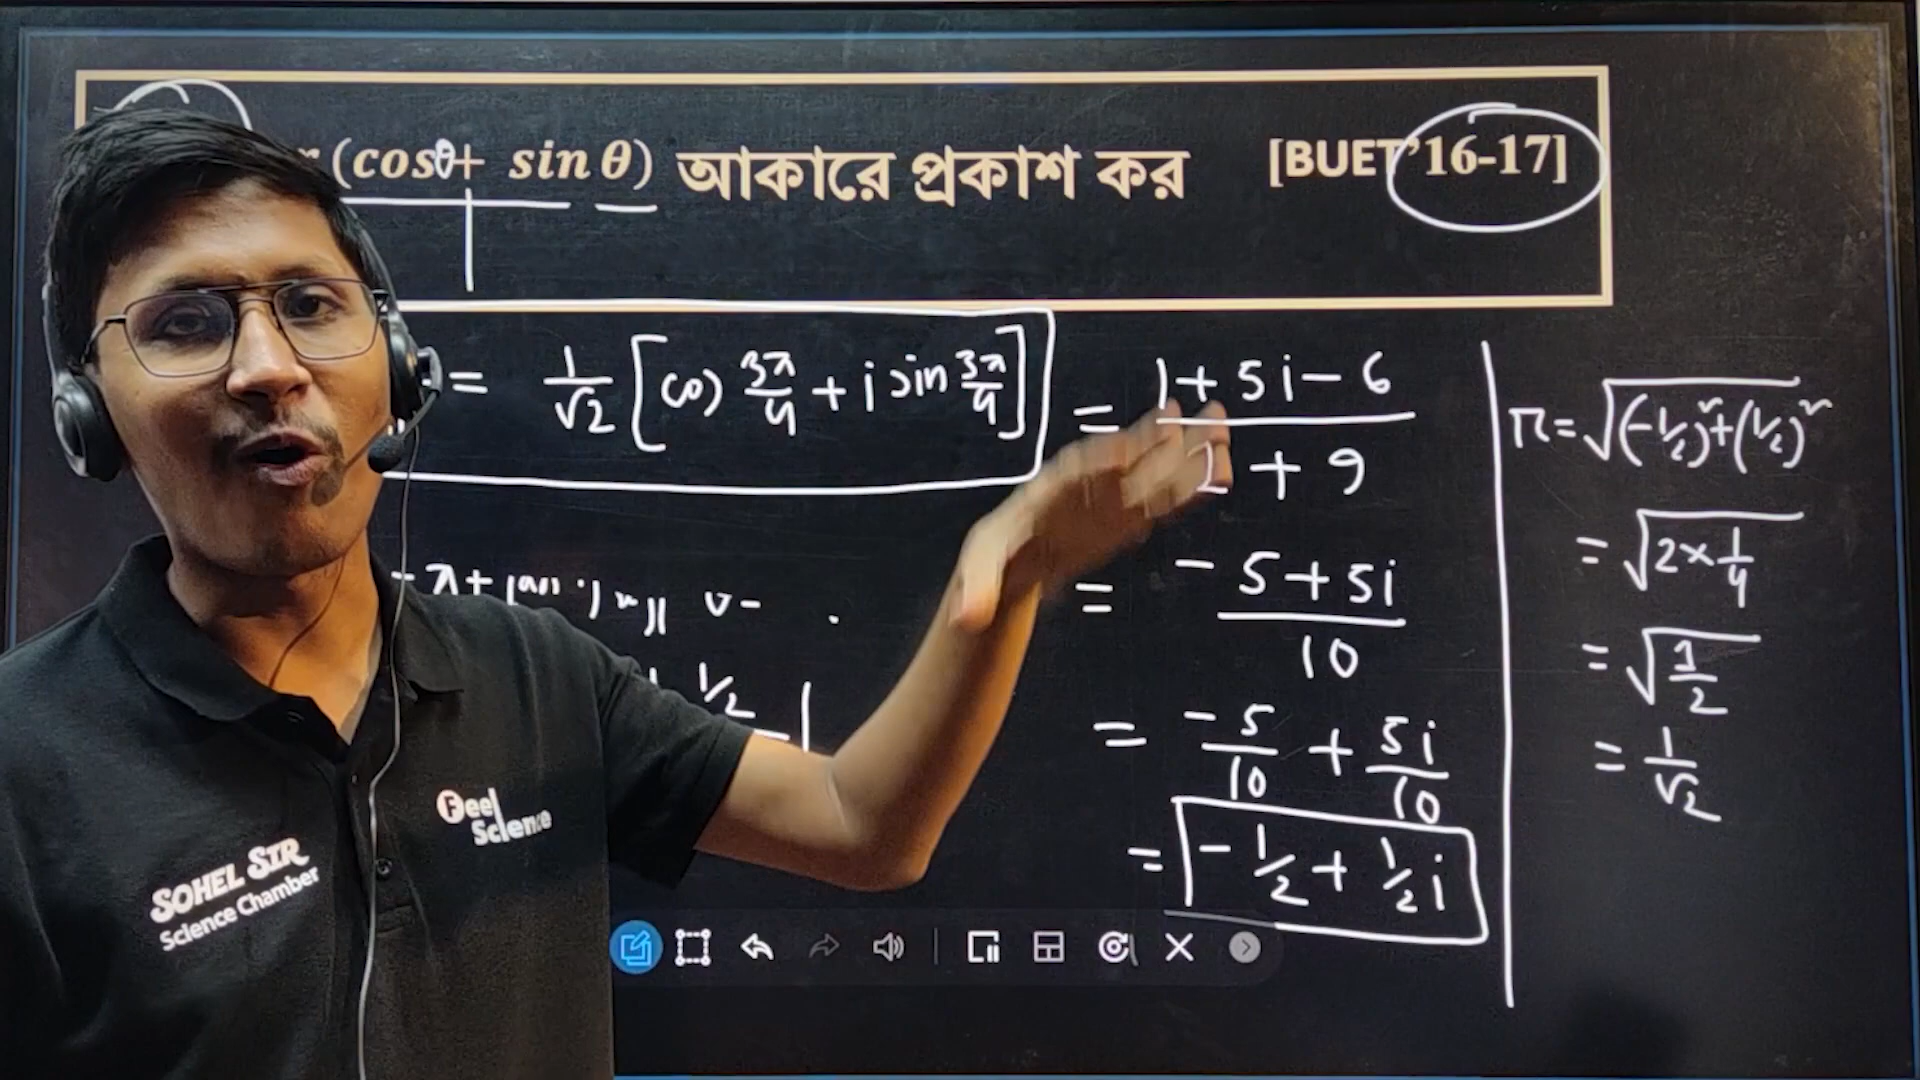 (cosθ+ sin θ) আকারে প্রকাশ কর [BUET'16-17]
= 1/√2 [cos 3π/4 + i sin 3π/4]
= 1+5i-6 / 1+9
= -5+5i / 10
= -5/10 + 5i/10
= -1/2 + 1/2 i
r = √(-1/2)²+(1/2)²
= √2×1/4
= √1/2
= 1/√2
-π+
1/2
SOHEL SIR
Science Chamber
Feel
Science